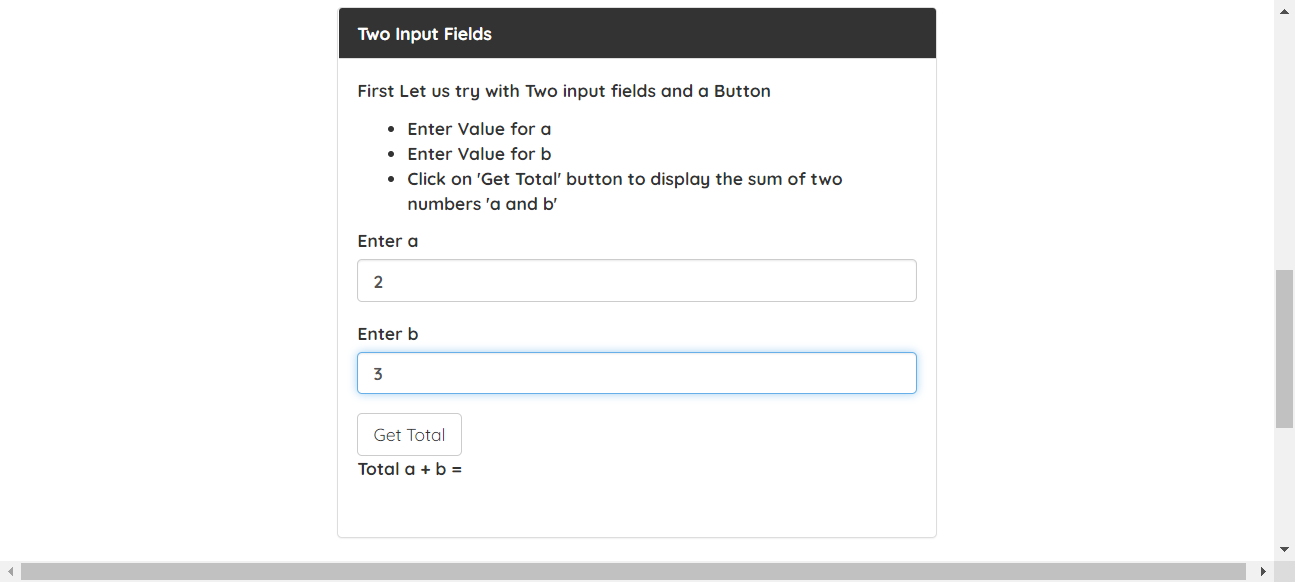 Two Input Fields
First Let us try with Two input fields and a Button
Enter Value for a
Enter Value for b
Click on 'Get Total' button to display the sum of two
numbers 'a and b'
Enter a
2
Enter b
3
Get Total
Total a + b =